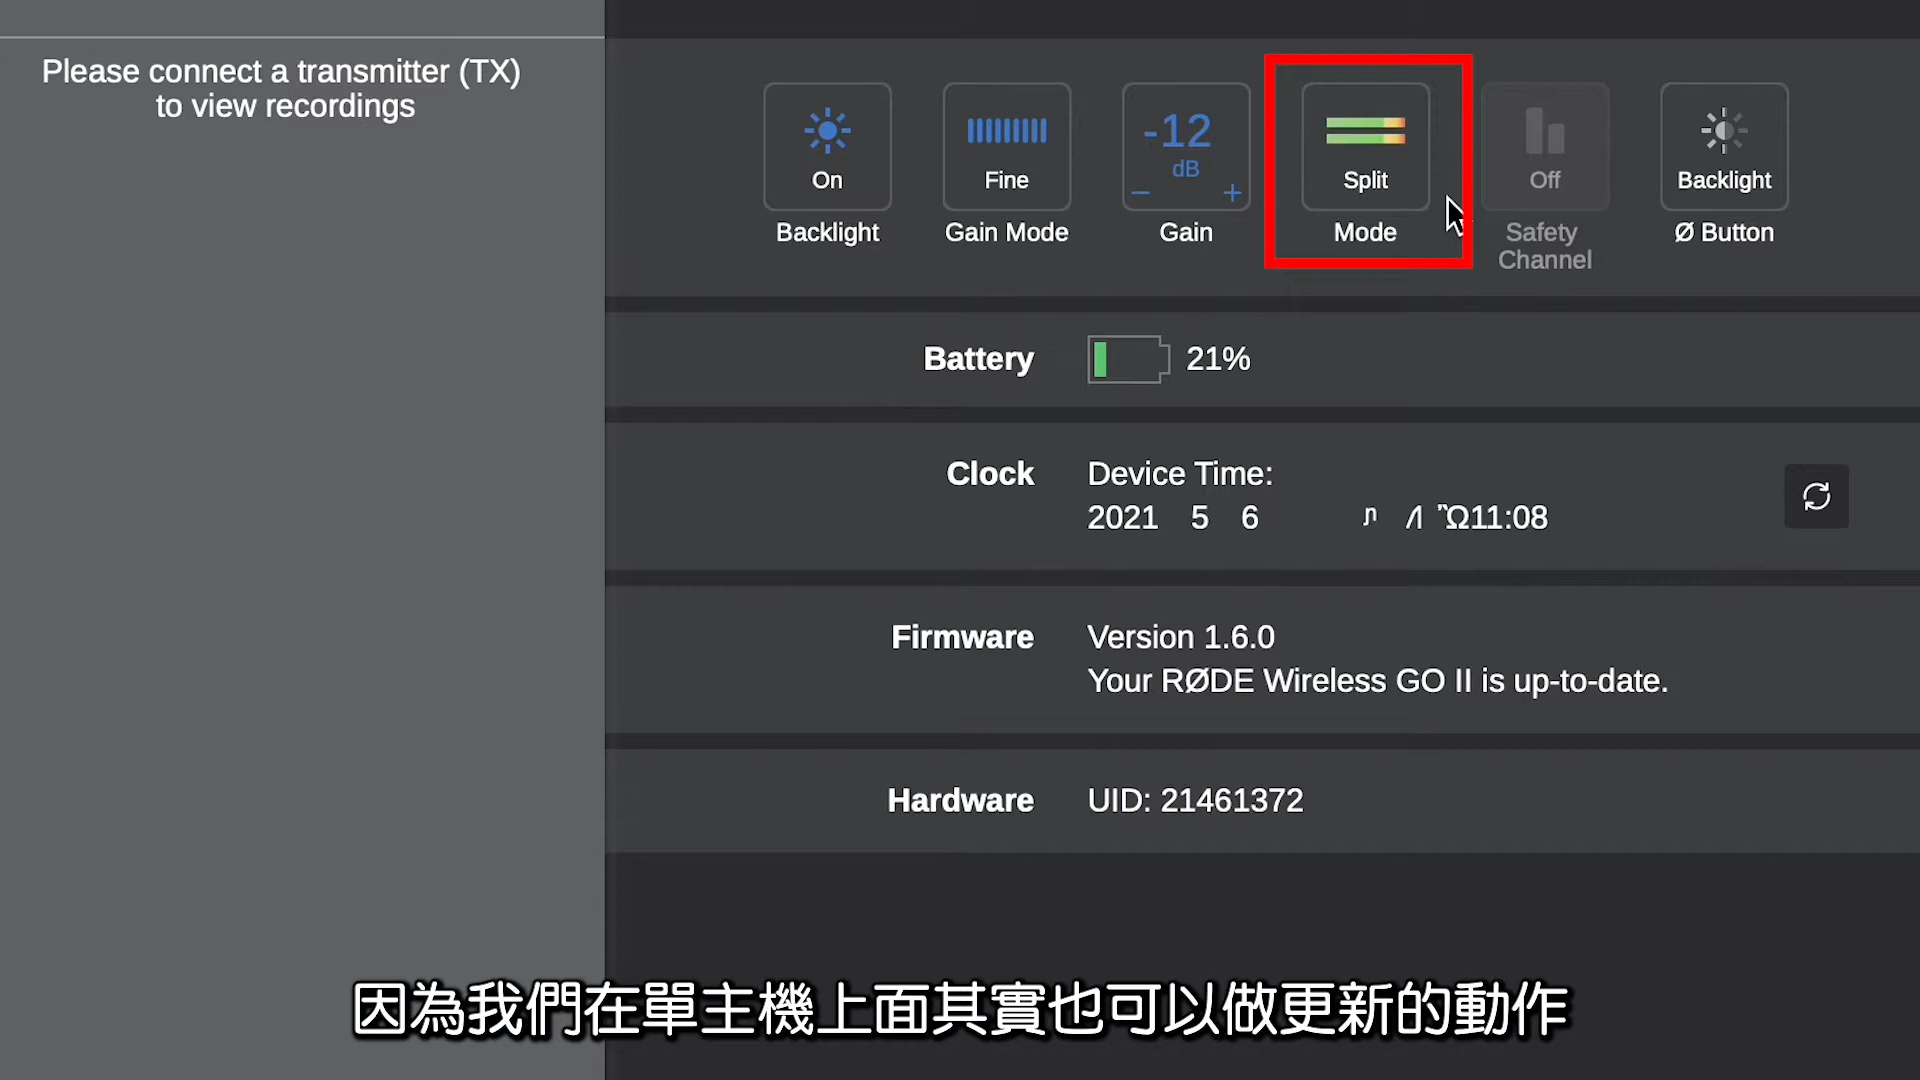 Please connect a transmitter (TX)
to view recordings
On
Backlight
Fine
Gain Mode
-12
dB
− +
Gain
Split
Mode
Off
Safety
Channel
Backlight
Ø Button
Battery 21%
Clock Device Time:
2021 5 6 11:08
Firmware Version 1.6.0
Your RØDE Wireless GO II is up-to-date.
Hardware UID: 21461372
因為我們在單主機上面其實也可以做更新的動作